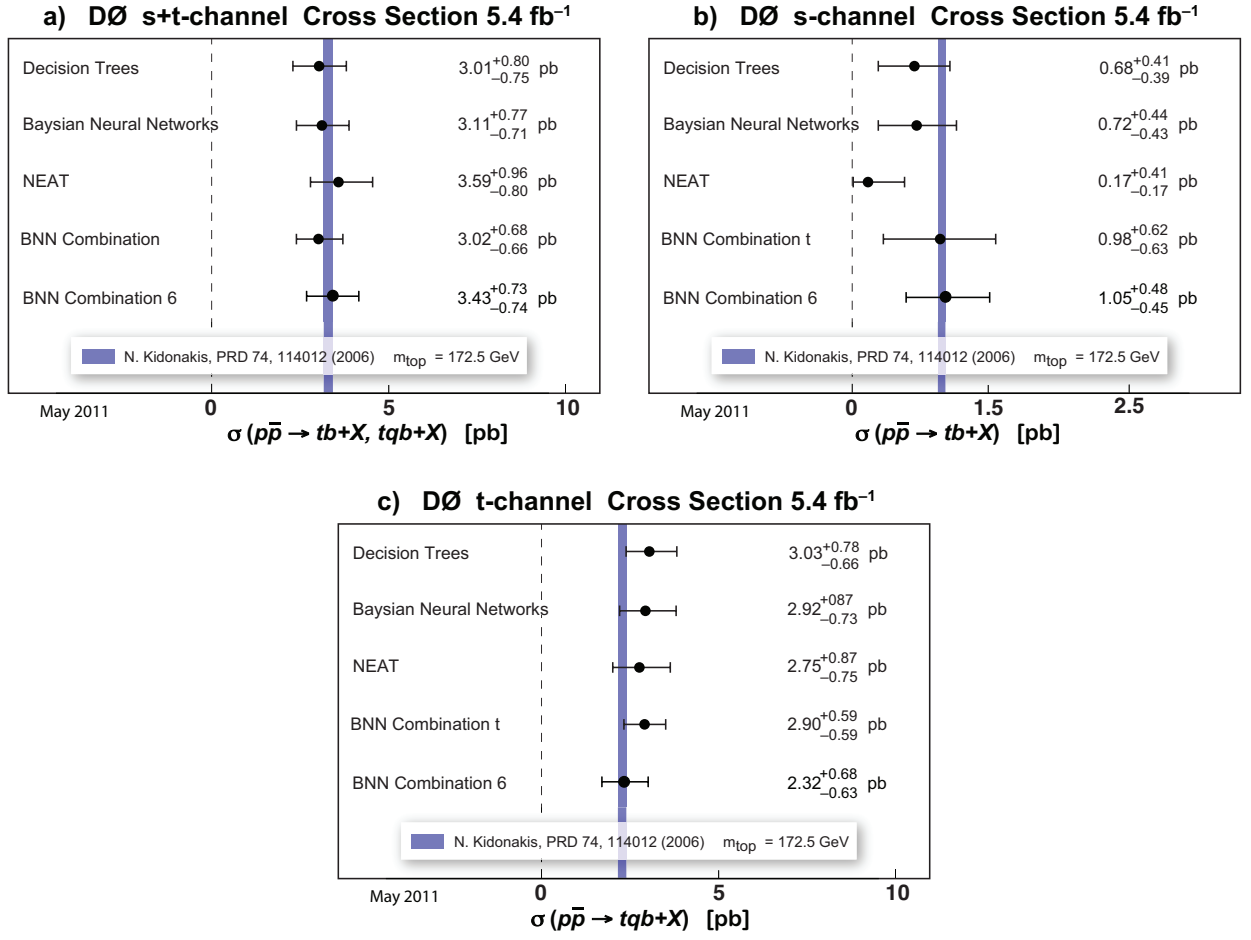 a) DØ s+t-channel Cross Section 5.4 fb⁻¹
Decision Trees 3.01 +0.80 −0.75 pb
Baysian Neural Networks 3.11 +0.77 −0.71 pb
NEAT 3.59 +0.96 −0.80 pb
BNN Combination 3.02 +0.68 −0.66 pb
BNN Combination 6 3.43 +0.73 −0.74 pb
N. Kidonakis, PRD 74, 114012 (2006) m_top = 172.5 GeV
May 2011 0 5 10
σ (pp̄ → tb+X, tqb+X) [pb]
b) DØ s-channel Cross Section 5.4 fb⁻¹
Decision Trees 0.68 +0.41 −0.39 pb
Baysian Neural Networks 0.72 +0.44 −0.43 pb
NEAT 0.17 +0.41 −0.17 pb
BNN Combination t 0.98 +0.62 −0.63 pb
BNN Combination 6 1.05 +0.48 −0.45 pb
N. Kidonakis, PRD 74, 114012 (2006) m_top = 172.5 GeV
May 2011 0 1.5 2.5
σ (pp̄ → tb+X) [pb]
c) DØ t-channel Cross Section 5.4 fb⁻¹
Decision Trees 3.03 +0.78 −0.66 pb
Baysian Neural Networks 2.92 +087 −0.73 pb
NEAT 2.75 +0.87 −0.75 pb
BNN Combination t 2.90 +0.59 −0.59 pb
BNN Combination 6 2.32 +0.68 −0.63 pb
N. Kidonakis, PRD 74, 114012 (2006) m_top = 172.5 GeV
May 2011 0 5 10
σ (pp̄ → tqb+X) [pb]